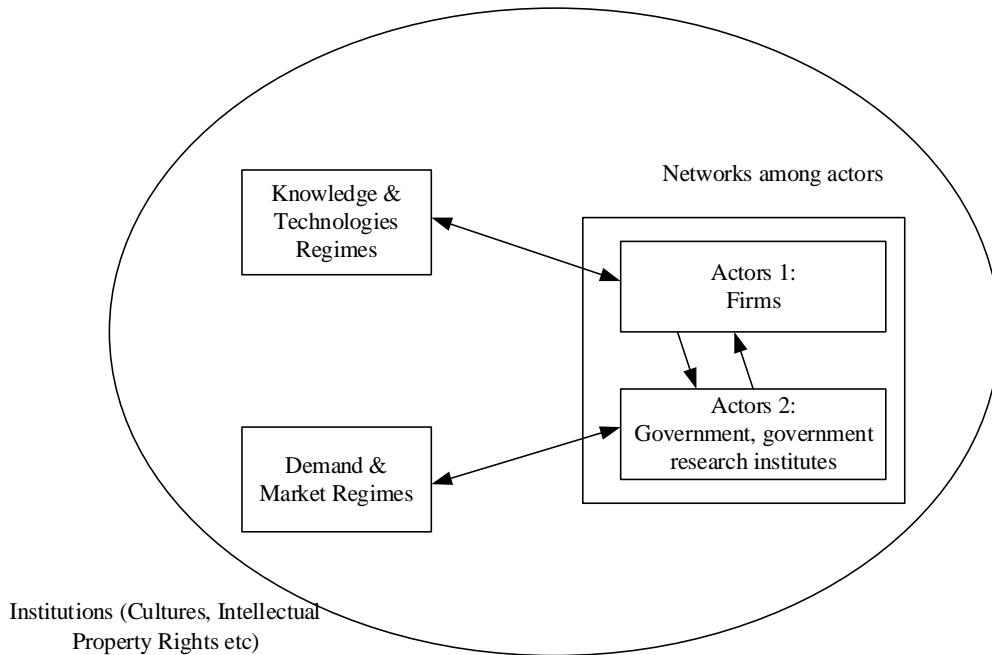 Networks among actors
Knowledge &
Technologies
Regimes
Actors 1:
Firms
Actors 2:
Government, government
research institutes
Demand &
Market Regimes
Institutions (Cultures, Intellectual
Property Rights etc)